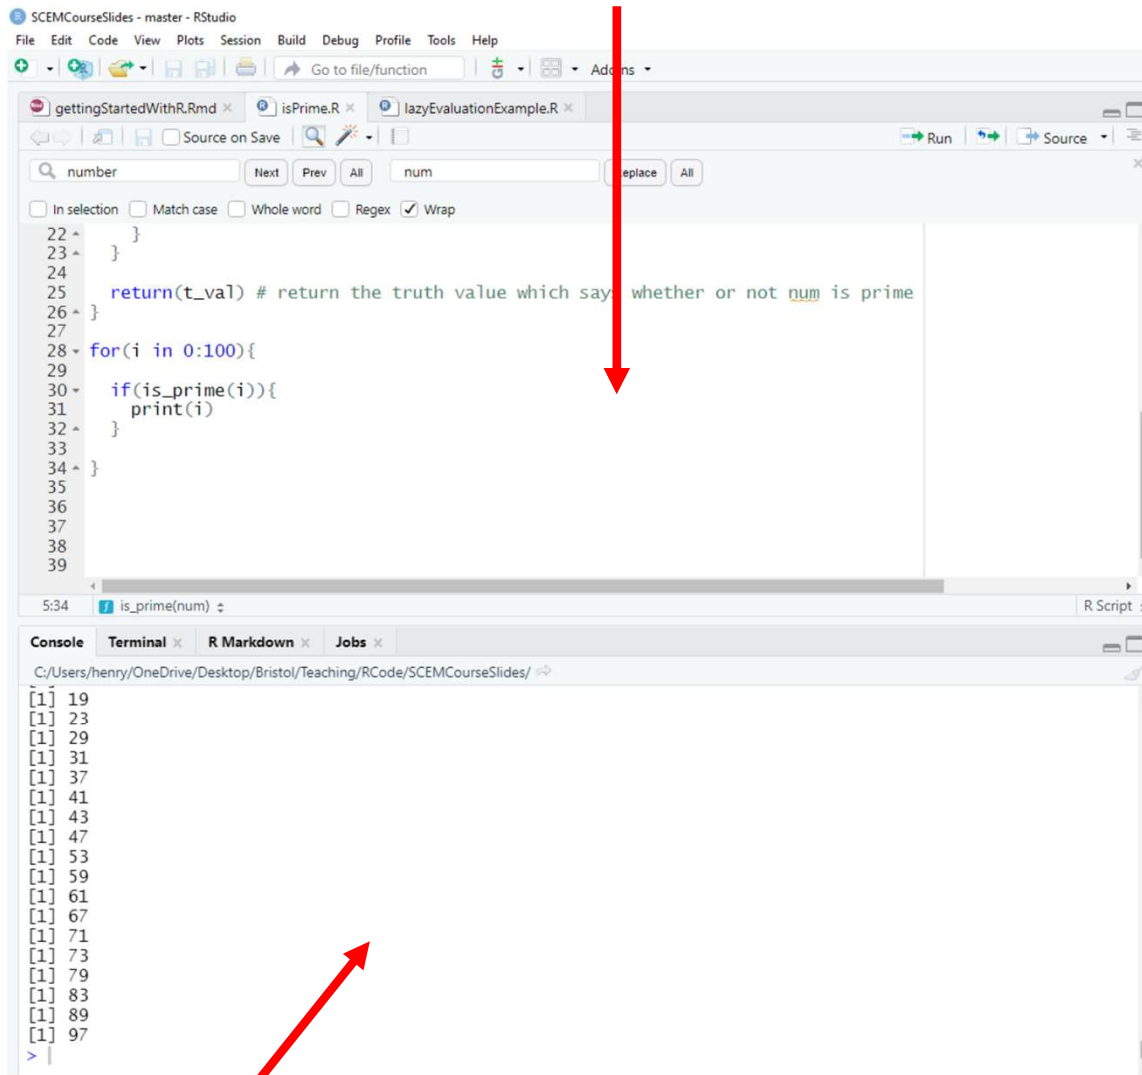 SCEMCourseSlides - master - RStudio
File Edit Code View Plots Session Build Debug Profile Tools Help
Go to file/function Addins
gettingStartedWithR.Rmd isPrime.R lazyEvaluationExample.R
Source on Save Run Source
number Next Prev All num Replace All
In selection Match case Whole word Regex Wrap
22 }
23 }
24
25 return(t_val) # return the truth value which says whether or not num is prime
26 }
27
28 for(i in 0:100){
29
30 if(is_prime(i)){
31 print(i)
32 }
33
34 }
35
36
37
38
39
5:34 is_prime(num) R Script
Console Terminal R Markdown Jobs
C:/Users/henry/OneDrive/Desktop/Bristol/Teaching/RCode/SCEMCourseSlides/
[1] 19
[1] 23
[1] 29
[1] 31
[1] 37
[1] 41
[1] 43
[1] 47
[1] 53
[1] 59
[1] 61
[1] 67
[1] 71
[1] 73
[1] 79
[1] 83
[1] 89
[1] 97
>